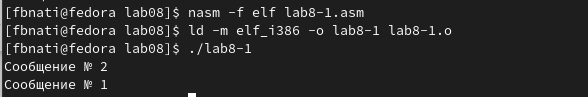 [fbnati@fedora lab08]$ nasm -f elf lab8-1.asm
[fbnati@fedora lab08]$ ld -m elf_i386 -o lab8-1 lab8-1.o
[fbnati@fedora lab08]$ ./lab8-1
Сообщение № 2
Сообщение № 1